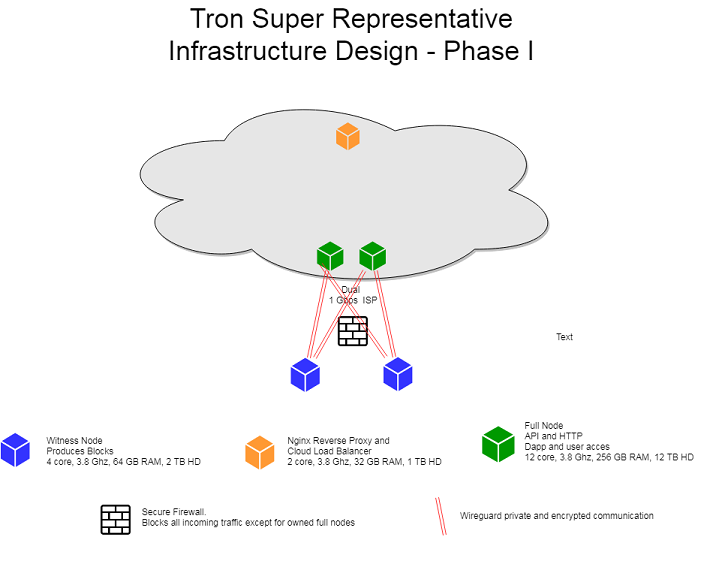 Tron Super Representative
Infrastructure Design - Phase I
Dual
1 Gbps ISP
Text
Witness Node
Produces Blocks
4 core, 3.8 Ghz, 64 GB RAM, 2 TB HD
Nginx Reverse Proxy and
Cloud Load Balancer
2 core, 3.8 Ghz, 32 GB RAM, 1 TB HD
Full Node
API and HTTP
Dapp and user acces
12 core, 3.8 Ghz, 256 GB RAM, 12 TB HD
Secure Firewall.
Blocks all incoming traffic except for owned full nodes
Wireguard private and encrypted communication